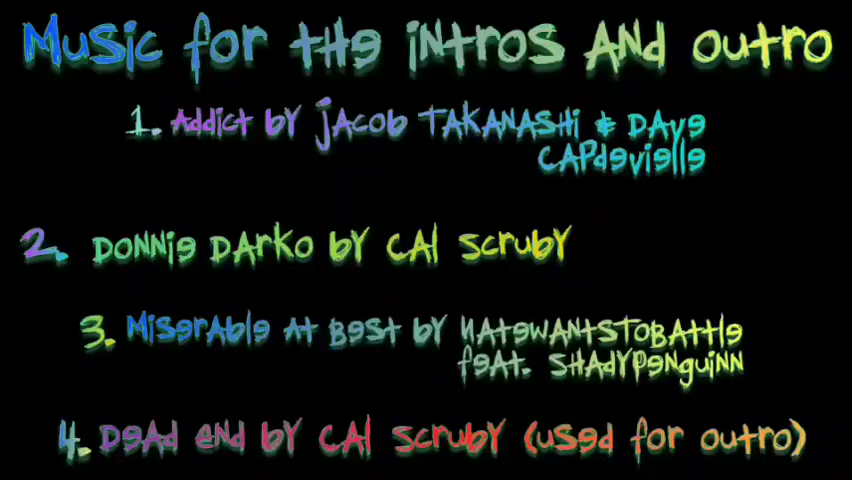 Music for the intros and outro
1. Addict by Jacob Takanashi & Dave
Capdevielle
2. Donnie Darko by Cal Scruby
3. Miserable at Best by NateWantsToBattle
feat. ShadyPenguinn
4. Dead end by Cal Scruby (used for outro)